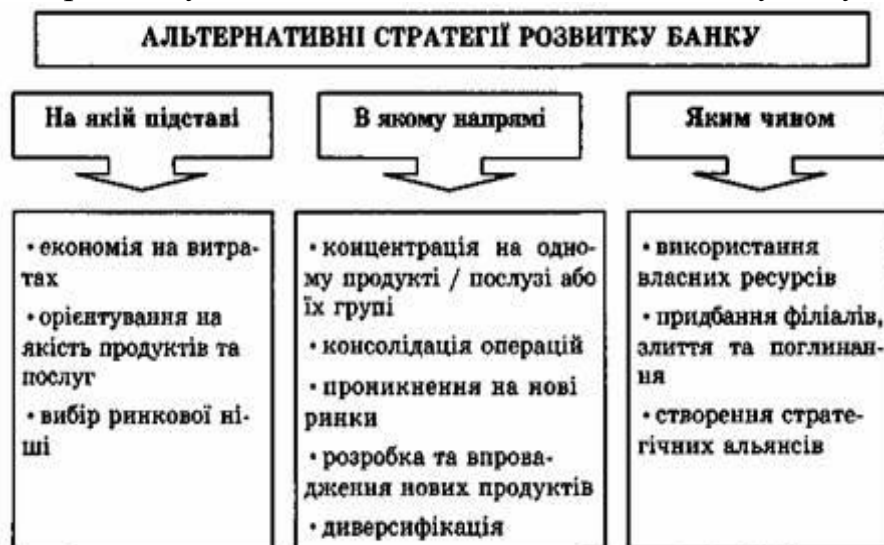 АЛЬТЕРНАТИВНІ СТРАТЕГІЇ РОЗВИТКУ БАНКУ
На якій підставі
В якому напрямі
Яким чином
• економія на витра-
тах
• орієнтування на
якість продуктів та
послуг
• вибір ринкової ні-
ші
• концентрація на одно-
му продукті / послузі або
їх групі
• консолідація операцій
• проникнення на нові
ринки
• розробка та впрова-
дження нових продуктів
• диверсифікація
• використання
власних ресурсів
• придбання філіалів,
злиття та поглинан-
ня
• створення страте-
гічних альянсів